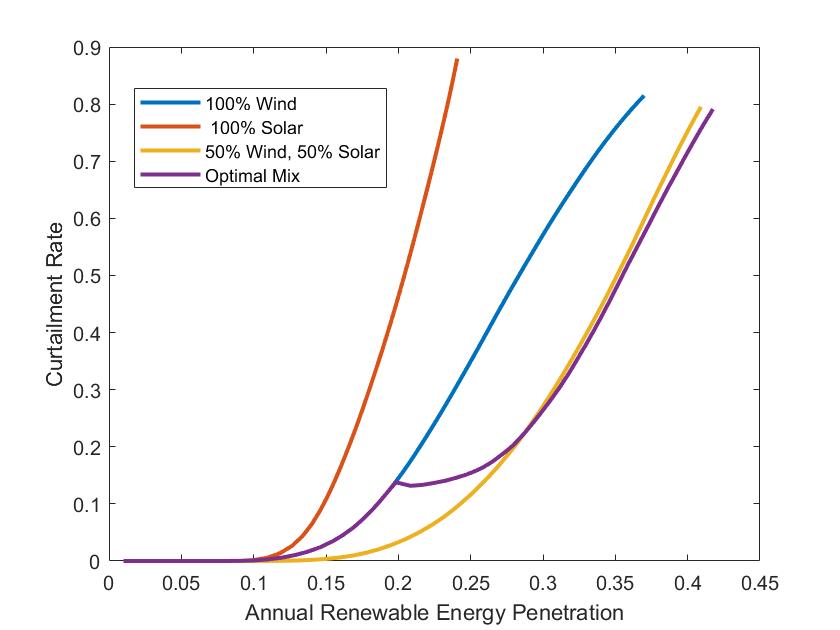 0.9
0.8
0.7
0.6
0.5
0.4
0.3
0.2
0.1
0
Curtailment Rate
100% Wind
100% Solar
50% Wind, 50% Solar
Optimal Mix
0 0.05 0.1 0.15 0.2 0.25 0.3 0.35 0.4 0.45
Annual Renewable Energy Penetration